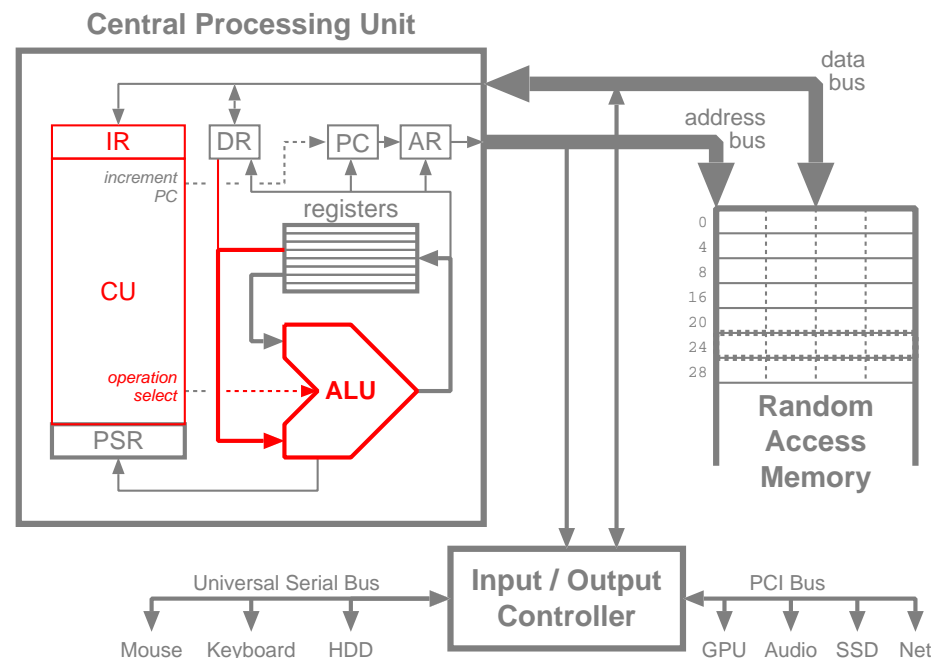 Central Processing Unit
data
bus
address
bus
IR
DR
PC
AR
increment
PC
registers
CU
operation
select
ALU
PSR
0
4
8
16
20
24
28
Random
Access
Memory
Universal Serial Bus
Input / Output
Controller
PCI Bus
Mouse
Keyboard
HDD
GPU
Audio
SSD
Net